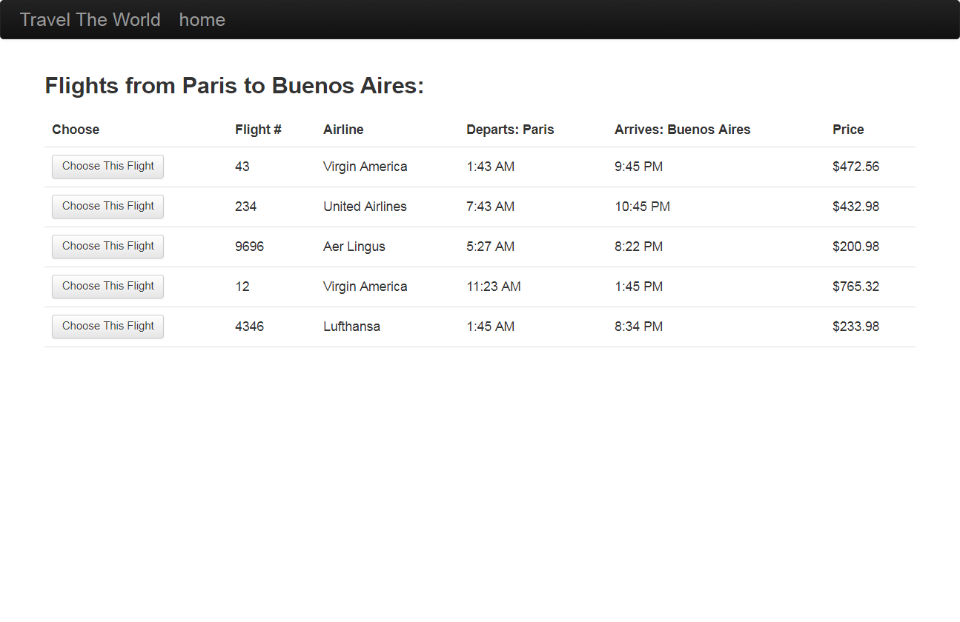 Travel The World home
Flights from Paris to Buenos Aires:
Choose Flight # Airline Departs: Paris Arrives: Buenos Aires Price
Choose This Flight 43 Virgin America 1:43 AM 9:45 PM $472.56
Choose This Flight 234 United Airlines 7:43 AM 10:45 PM $432.98
Choose This Flight 9696 Aer Lingus 5:27 AM 8:22 PM $200.98
Choose This Flight 12 Virgin America 11:23 AM 1:45 PM $765.32
Choose This Flight 4346 Lufthansa 1:45 AM 8:34 PM $233.98